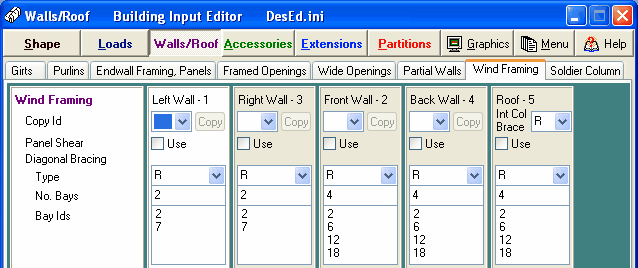 Walls/Roof Building Input Editor DesEd.ini
Shape Loads Walls/Roof Accessories Extensions Partitions Graphics Menu Help
Girts Purlins Endwall Framing, Panels Framed Openings Wide Openings Partial Walls Wind Framing Soldier Column
Wind Framing Left Wall - 1 Right Wall - 3 Front Wall - 2 Back Wall - 4 Roof - 5
Copy Id Copy Copy Copy Copy Int Col Brace R
Panel Shear Use Use Use Use Use
Diagonal Bracing
Type R R R R R
No. Bays 2 2 4 4 4
Bay Ids 2 2 2 2 2
7 7 6 6 6
12 12 12
18 18 18